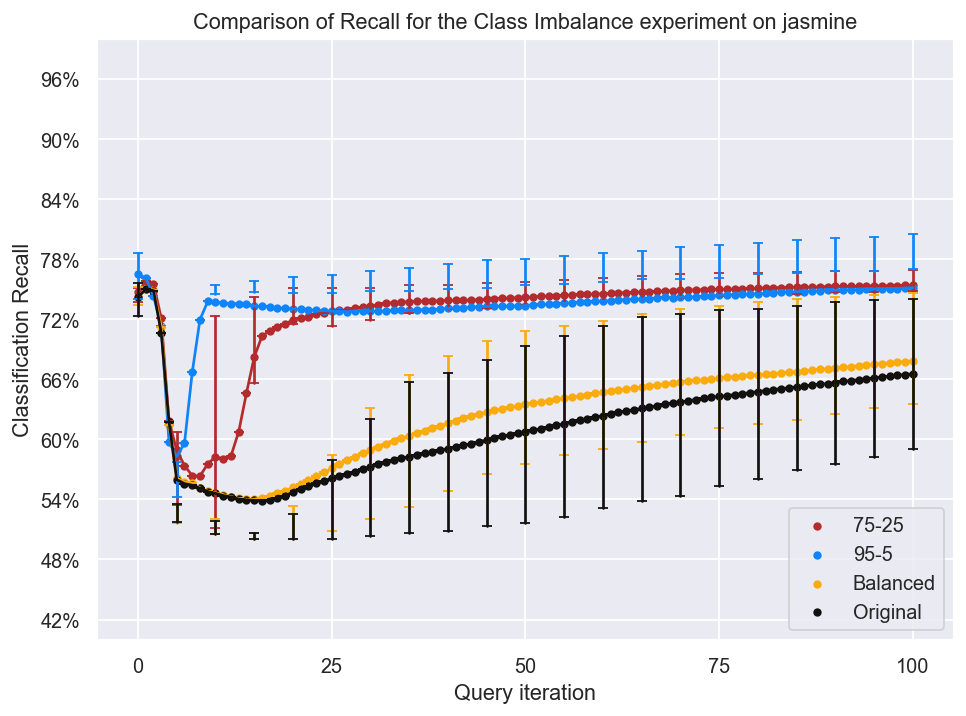 Comparison of Recall for the Class Imbalance experiment on jasmine
96%
90%
84%
78%
72%
66%
60%
54%
48%
42%
Classification Recall
0 25 50 75 100
Query iteration
75-25
95-5
Balanced
Original